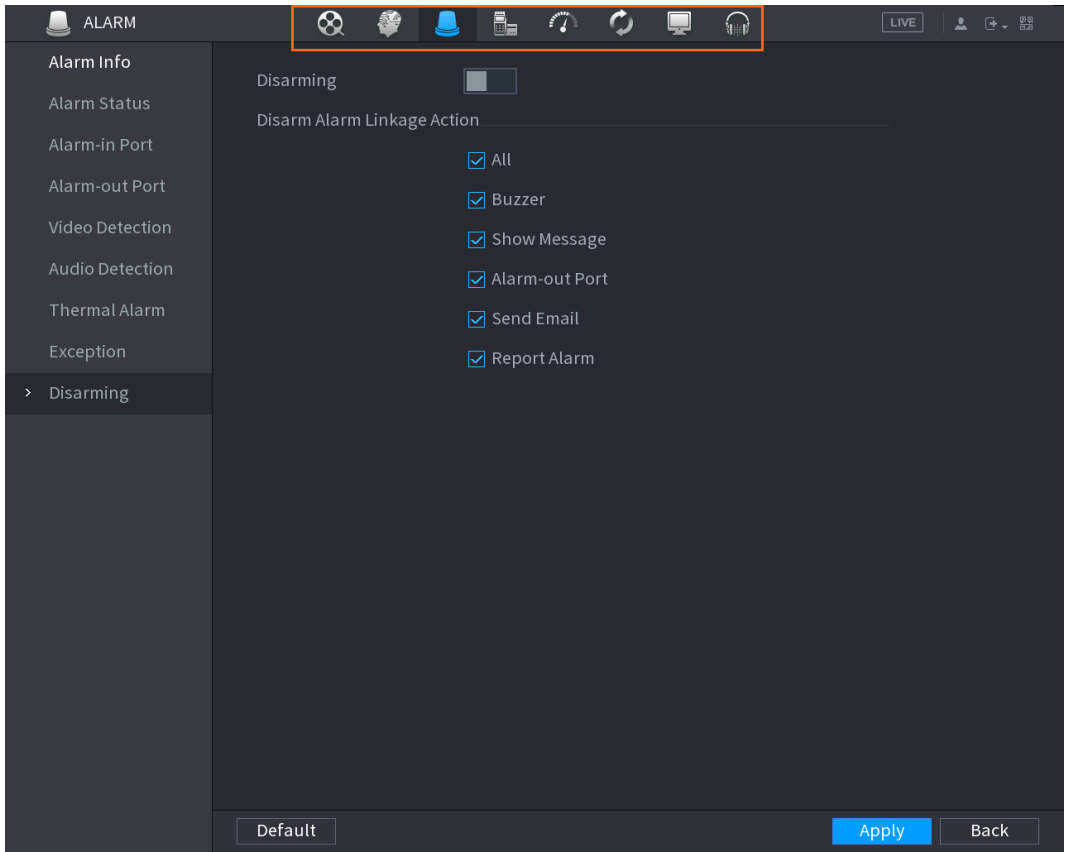 ALARM
LIVE
Alarm Info
Alarm Status
Alarm-in Port
Alarm-out Port
Video Detection
Audio Detection
Thermal Alarm
Exception
Disarming
Disarming
Disarm Alarm Linkage Action
All
Buzzer
Show Message
Alarm-out Port
Send Email
Report Alarm
Default
Apply
Back